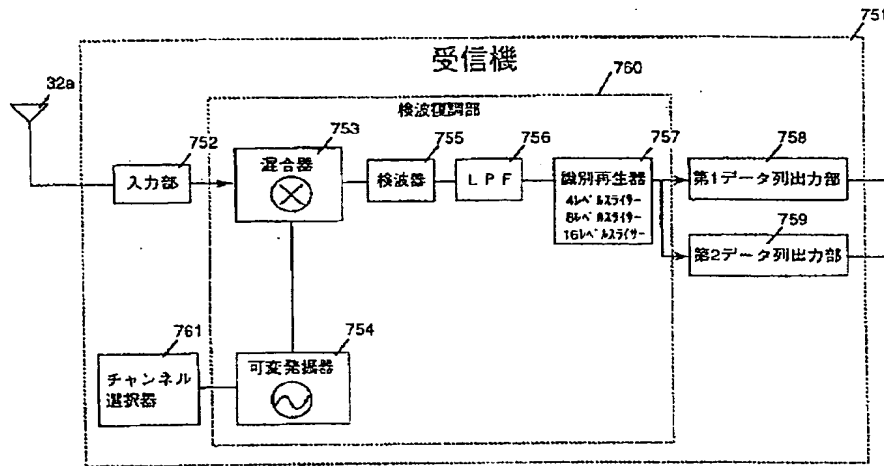 751
受信機
32a
760
検波復調部
752
753
755
756
757
758
入力部
混合器
検波器
LPF
識別再生器
4レベルスライサー
8レベルスライサー
16レベルスライサー
第1データ列出力部
759
第2データ列出力部
761
754
チャンネル
選択器
可変発振器